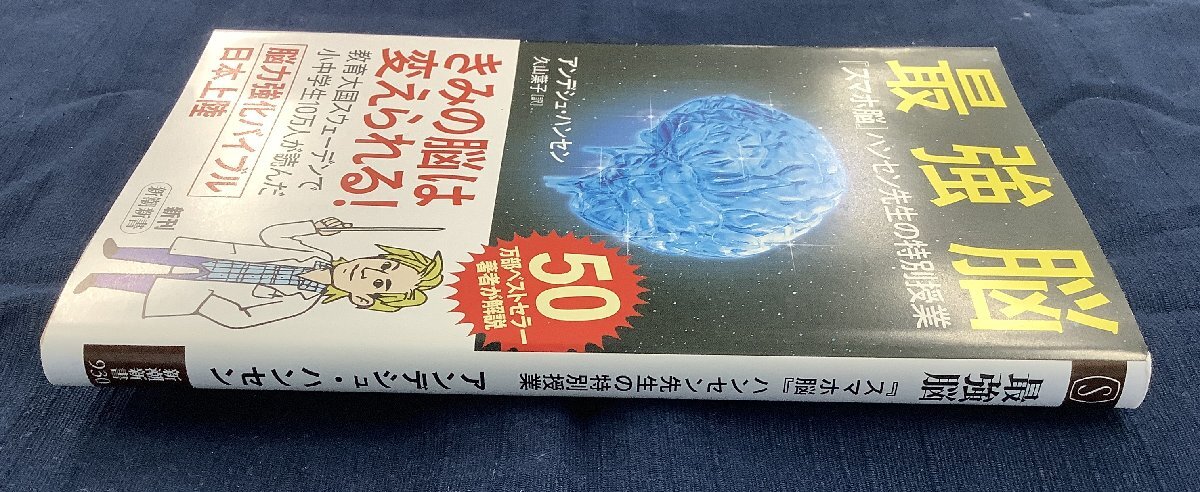 最強脳
『スマホ脳』ハンセン先生の特別授業
アンデシュ・ハンセン
久山葉子[訳]
50
万部ベストセラー
著者が解説
きみの脳は
変えられる!
教育大国スウェーデンで
小中学生10万人が読んだ
脳力強化バイブル
日本上陸
新刊
新潮新書
S
最強脳
『スマホ脳』ハンセン先生の特別授業
アンデシュ・ハンセン
新潮新書
930